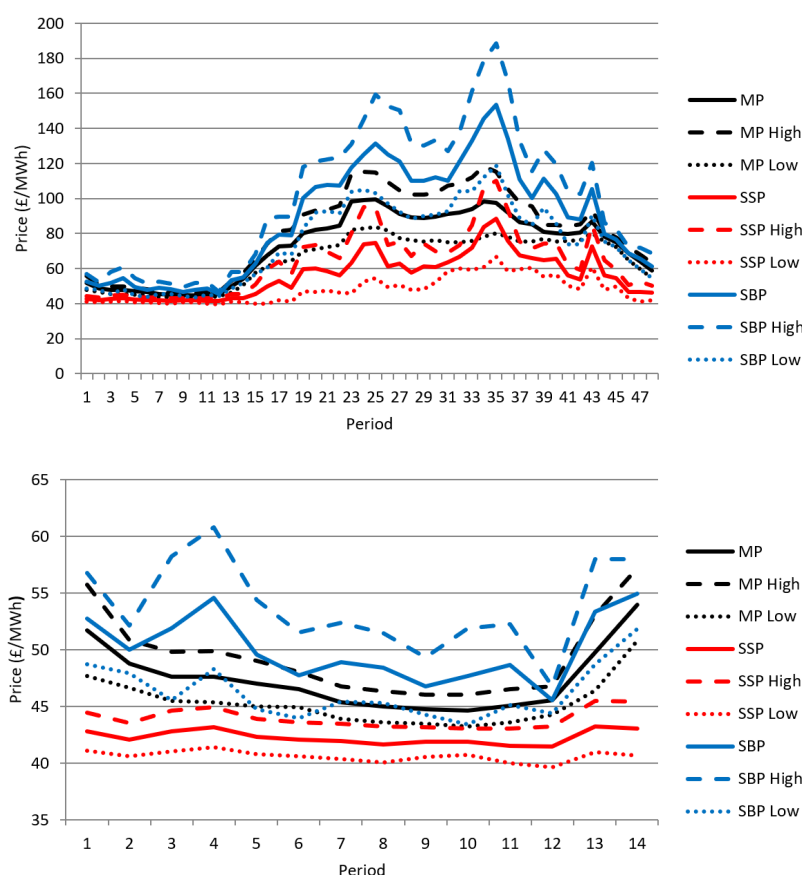 200
180
160
140
120
100
80
60
40
20
0
Price (£/MWh)
1 3 5 7 9 11 13 15 17 19 21 23 25 27 29 31 33 35 37 39 41 43 45 47
Period
MP
MP High
MP Low
SSP
SSP High
SSP Low
SBP
SBP High
SBP Low
65
60
55
50
45
40
35
Price (£/MWh)
1 2 3 4 5 6 7 8 9 10 11 12 13 14
Period
MP
MP High
MP Low
SSP
SSP High
SSP Low
SBP
SBP High
SBP Low